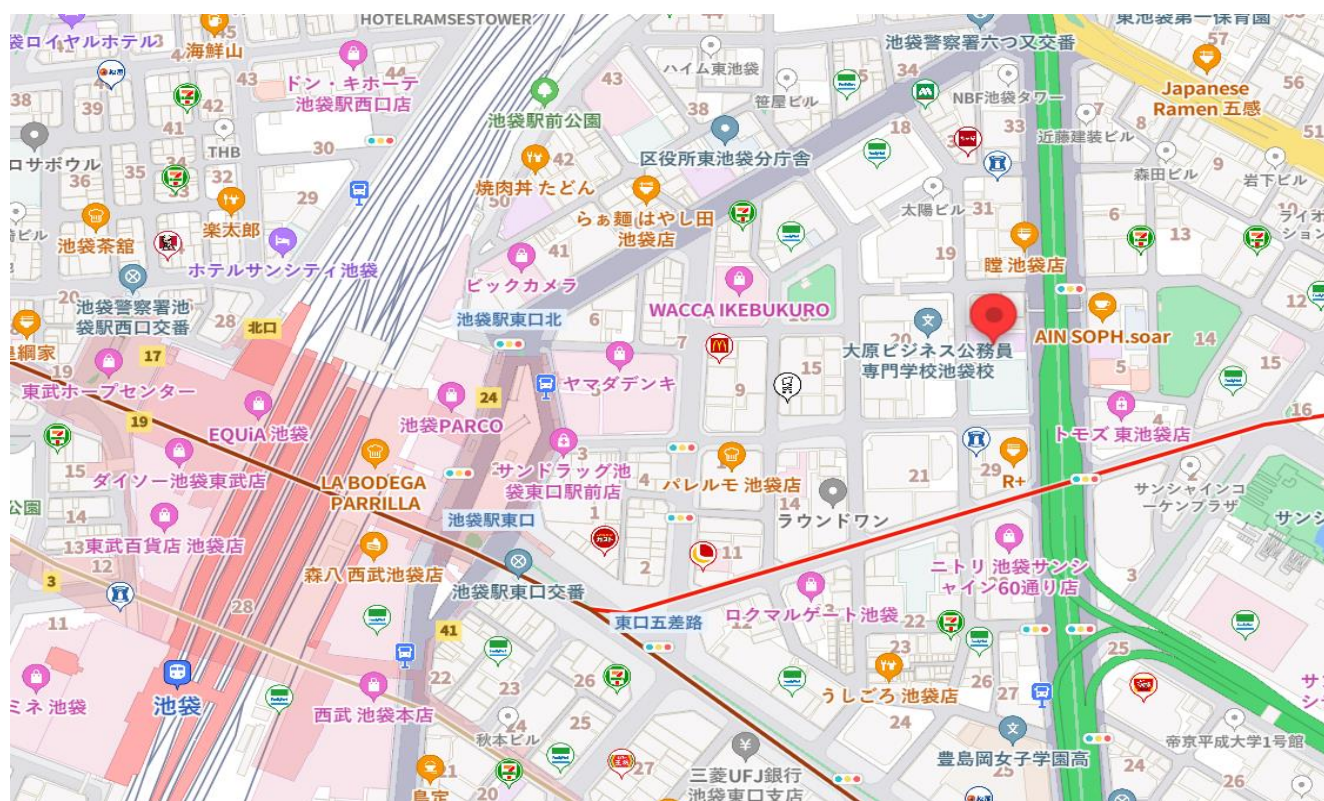 HOTELRAMSESTOWER
東池袋第一保育園
袋ロイヤルホテル
海鮮山
池袋警察署六つ又交番
ハイム東池袋
ドン・キホーテ
池袋駅西口店
笹屋ビル
NBF池袋タワー
Japanese
Ramen 五感
池袋駅前公園
近藤建装ビル
THB
ロサボウル
区役所東池袋分庁舎
焼肉丼 たどん
森田ビル
岩下ビル
楽太郎
らぁ麺 はやし田
池袋店
太陽ビル
ライオ
ション
池袋茶舘
ホテルサンシティ池袋
瞠 池袋店
ビックカメラ
池袋警察署池
袋駅西口交番
WACCA IKEBUKURO
池袋駅東口北
北口
AIN SOPH.soar
大原ビジネス公務員
専門学校池袋校
17
東武ホープセンター
ヤマダデンキ
24
池袋PARCO
19
EQUiA 池袋
トモズ 東池袋店
ダイソー池袋東武店
LA BODEGA
PARRILLA
サンドラッグ池
袋東口駅前店
パレルモ 池袋店
R+
サンシャインコ
ーケンプラザ
公園
池袋駅東口
ラウンドワン
サンシ
東武百貨店 池袋店
森八 西武池袋店
ニトリ 池袋サンシ
ャイン60通り店
3
池袋駅東口交番
東口五差路
ロクマルゲート池袋
41
うしごろ 池袋店
ミネ 池袋
池袋
西武 池袋本店
秋本ビル
豊島岡女子学園高
帝京平成大学1号館
三菱UFJ銀行
池袋東口支店